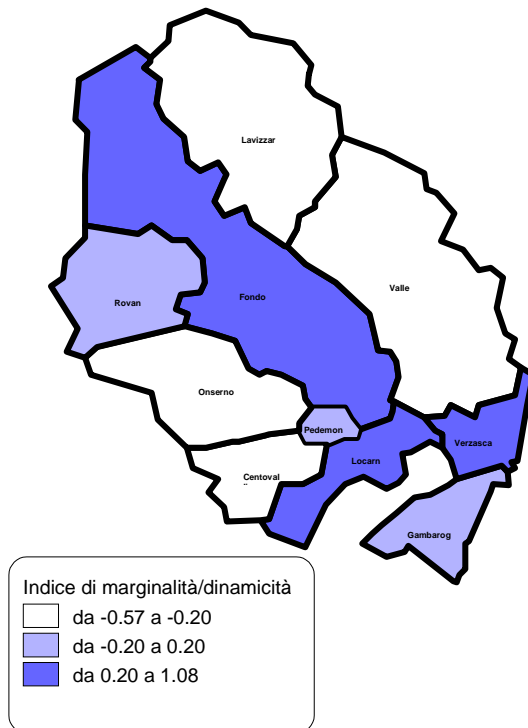 Lavizzar
Valle
Rovan
Fondo
Onserno
Pedemon
Locarn
Verzasca
Centoval
Gambarog
Indice di marginalità/dinamicità
da -0.57 a -0.20
da -0.20 a 0.20
da 0.20 a 1.08